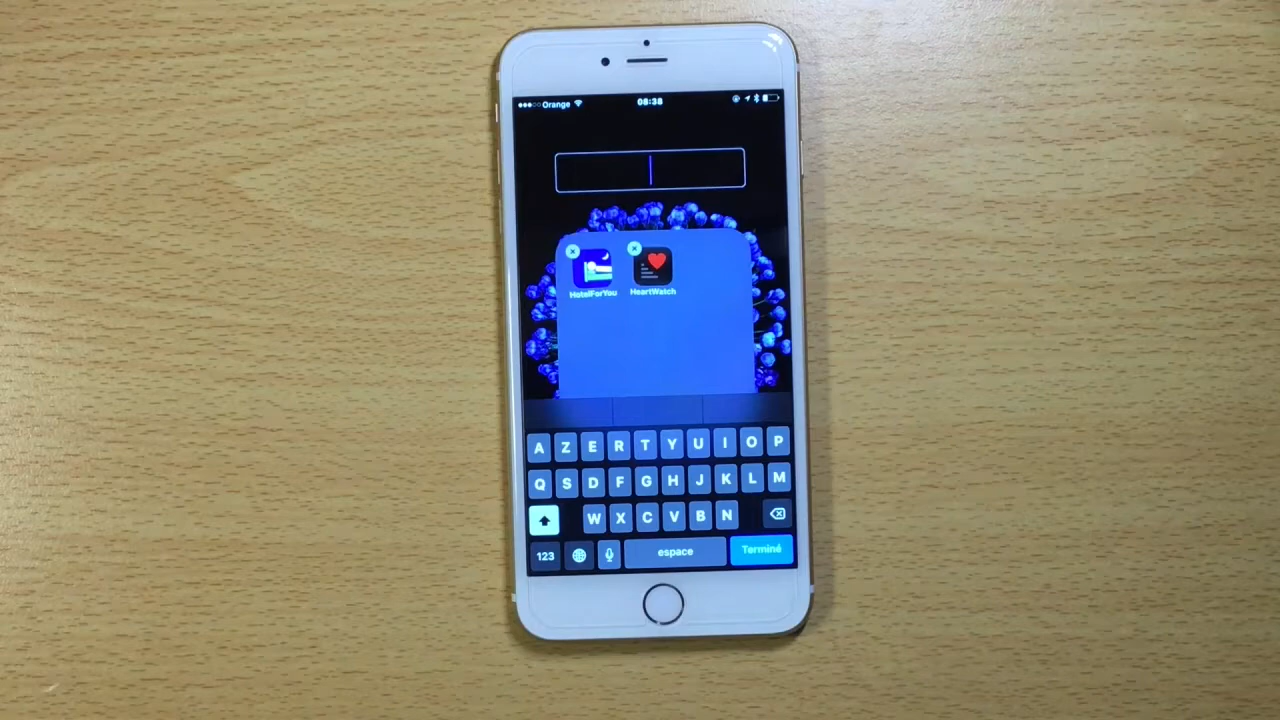 Orange 08:38
HotelForYou HeartWatch
A Z E R T Y U I O P
Q S D F G H J K L M
W X C V B N
123 espace Terminé